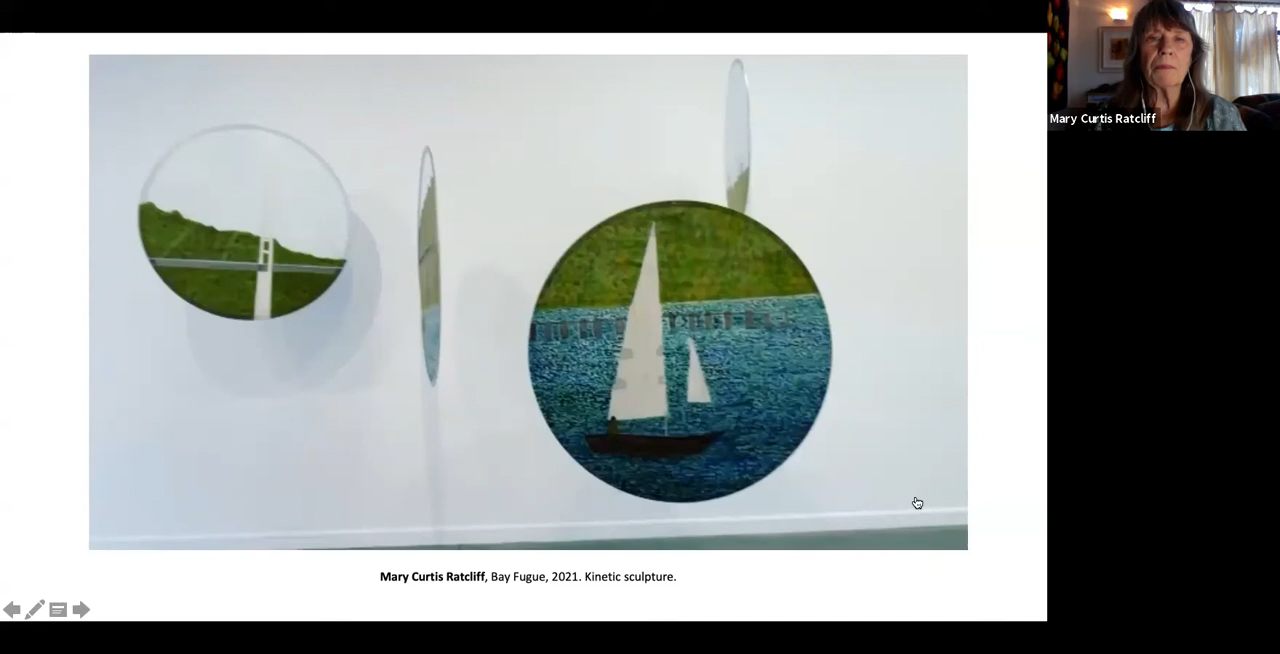 Mary Curtis Ratcliff
Mary Curtis Ratcliff, Bay Fugue, 2021. Kinetic sculpture.